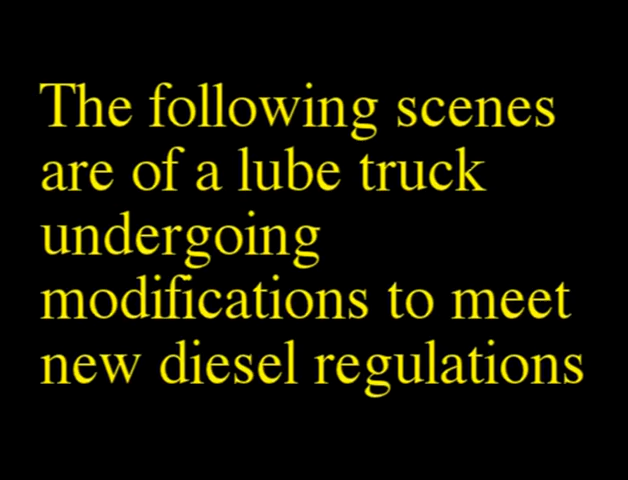 The following scenes
are of a lube truck
undergoing
modifications to meet
new diesel regulations